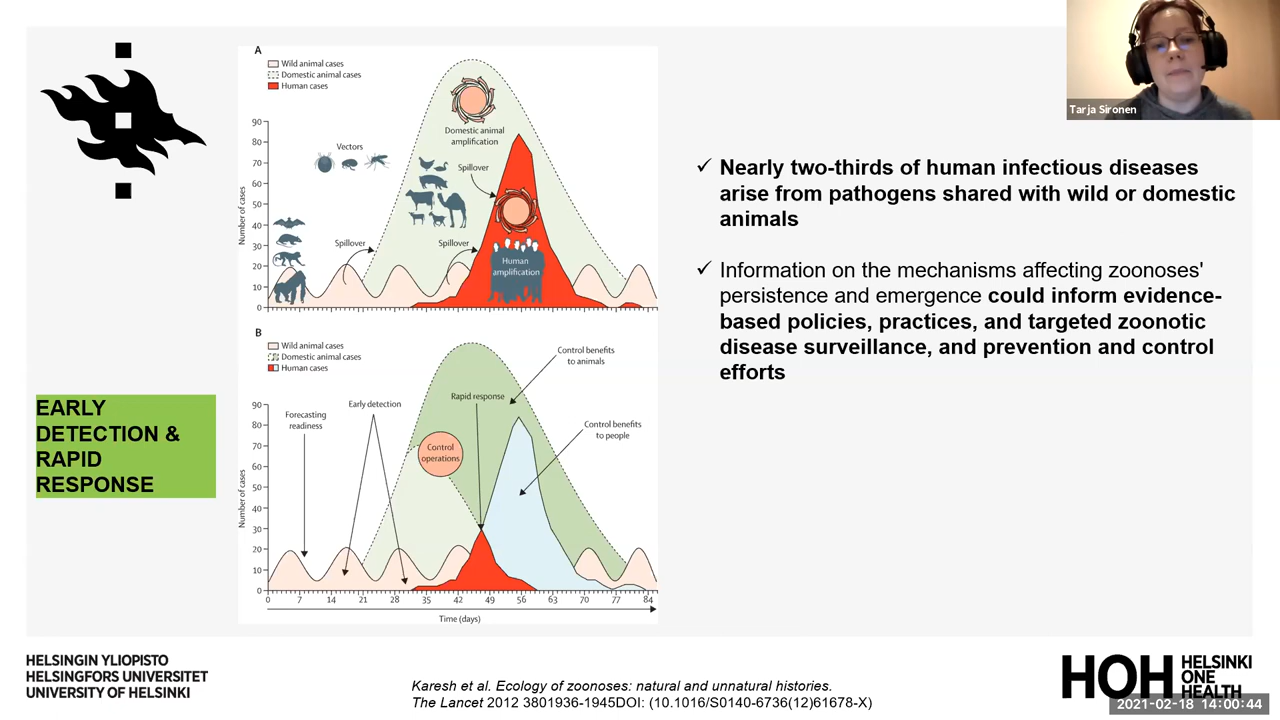 A
Wild animal cases
Domestic animal cases
Human cases
Number of cases
90
80
70
60
50
40
30
20
10
0
Vectors
Domestic animal
amplification
Spillover
Spillover
Spillover
Human
amplification
B
Wild animal cases
Domestic animal cases
Human cases
Number of cases
90
80
70
60
50
40
30
20
10
0
Forecasting
readiness
Early detection
Rapid response
Control
operations
Control benefits
to animals
Control benefits
to people
0 7 14 21 28 35 42 49 56 63 70 77 84
Time (days)
EARLY
DETECTION &
RAPID
RESPONSE
Tarja Sironen
✓ Nearly two-thirds of human infectious diseases
arise from pathogens shared with wild or domestic
animals
✓ Information on the mechanisms affecting zoonoses'
persistence and emergence could inform evidence-
based policies, practices, and targeted zoonotic
disease surveillance, and prevention and control
efforts
HELSINGIN YLIOPISTO
HELSINGFORS UNIVERSITET
UNIVERSITY OF HELSINKI
Karesh et al. Ecology of zoonoses: natural and unnatural histories.
The Lancet 2012 3801936-1945DOI: (10.1016/S0140-6736(12)61678-X)
HOH HELSINKI
ONE
HEALTH
2021-02-18 14:00:44